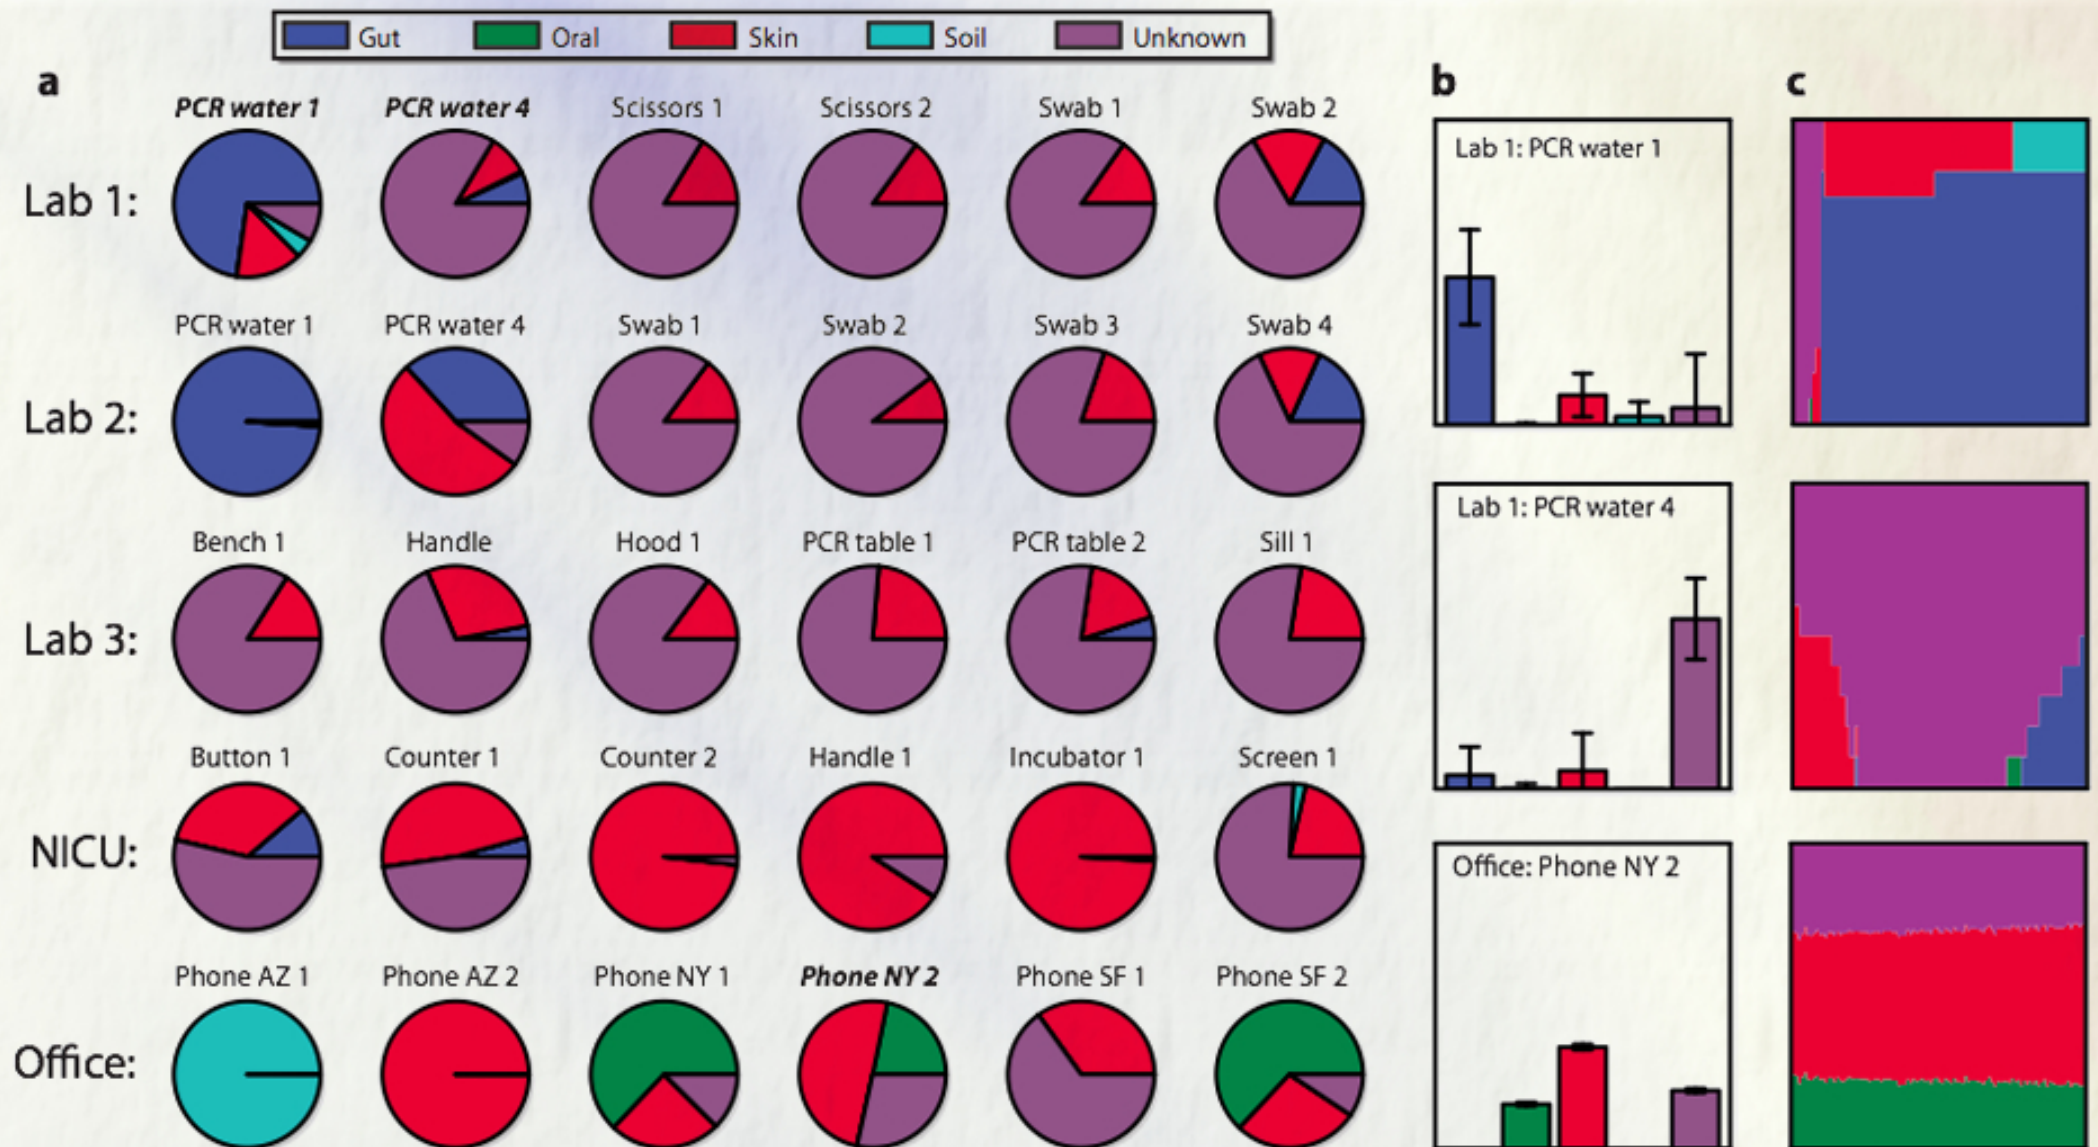 Gut Oral Skin Soil Unknown
a b c
PCR water 1 PCR water 4 Scissors 1 Scissors 2 Swab 1 Swab 2
Lab 1: PCR water 1
Lab 1:
PCR water 1 PCR water 4 Swab 1 Swab 2 Swab 3 Swab 4
Lab 2:
Lab 1: PCR water 4
Bench 1 Handle Hood 1 PCR table 1 PCR table 2 Sill 1
Lab 3:
Button 1 Counter 1 Counter 2 Handle 1 Incubator 1 Screen 1
NICU:
Office: Phone NY 2
Phone AZ 1 Phone AZ 2 Phone NY 1 Phone NY 2 Phone SF 1 Phone SF 2
Office: